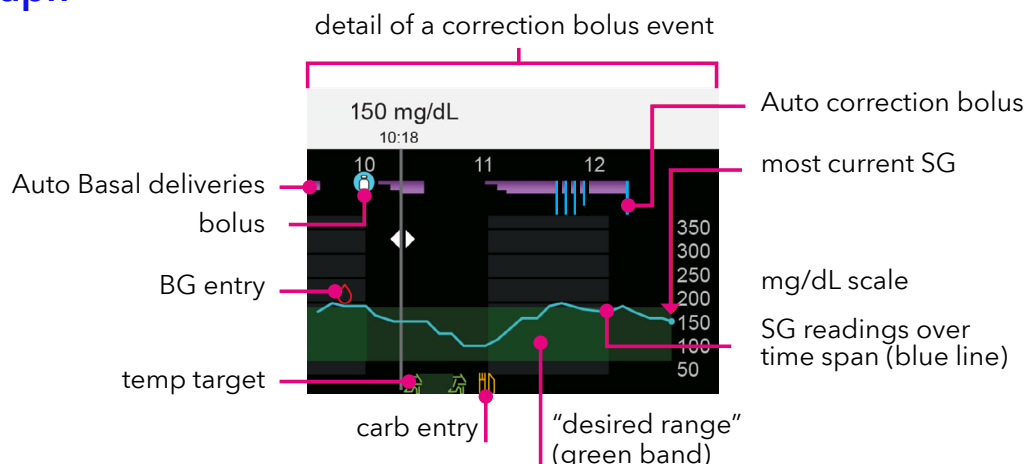 detail of a correction bolus event
150 mg/dL
10:18
10 11 12
Auto correction bolus
most current SG
Auto Basal deliveries
bolus
BG entry
350
300
250
200
150
100
50
mg/dL scale
SG readings over
time span (blue line)
temp target
carb entry
"desired range"
(green band)